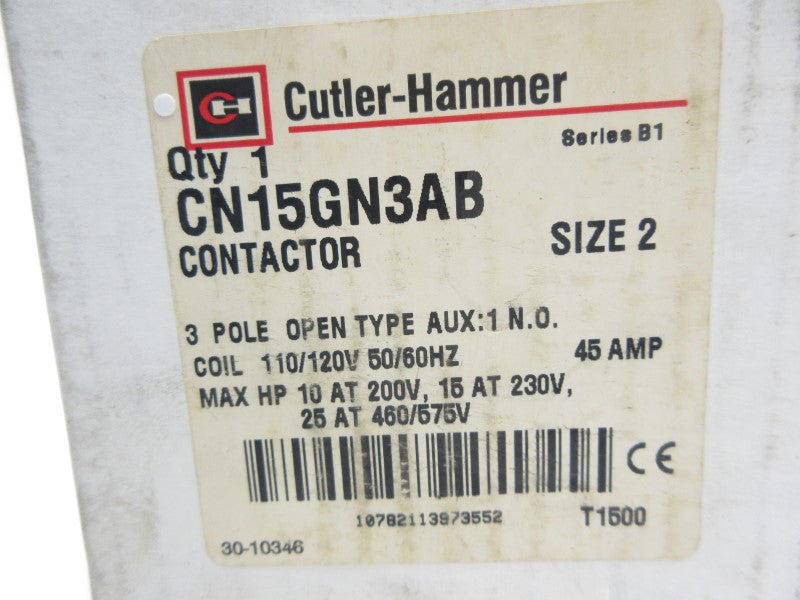 CH Cutler-Hammer
Series B1
Qty 1
CN15GN3AB
CONTACTOR SIZE 2
3 POLE OPEN TYPE AUX:1 N.O.
COIL 110/120V 50/60HZ 45 AMP
MAX HP 10 AT 200V, 15 AT 230V,
25 AT 460/575V
CE
10782113973552 T1500
30-10346